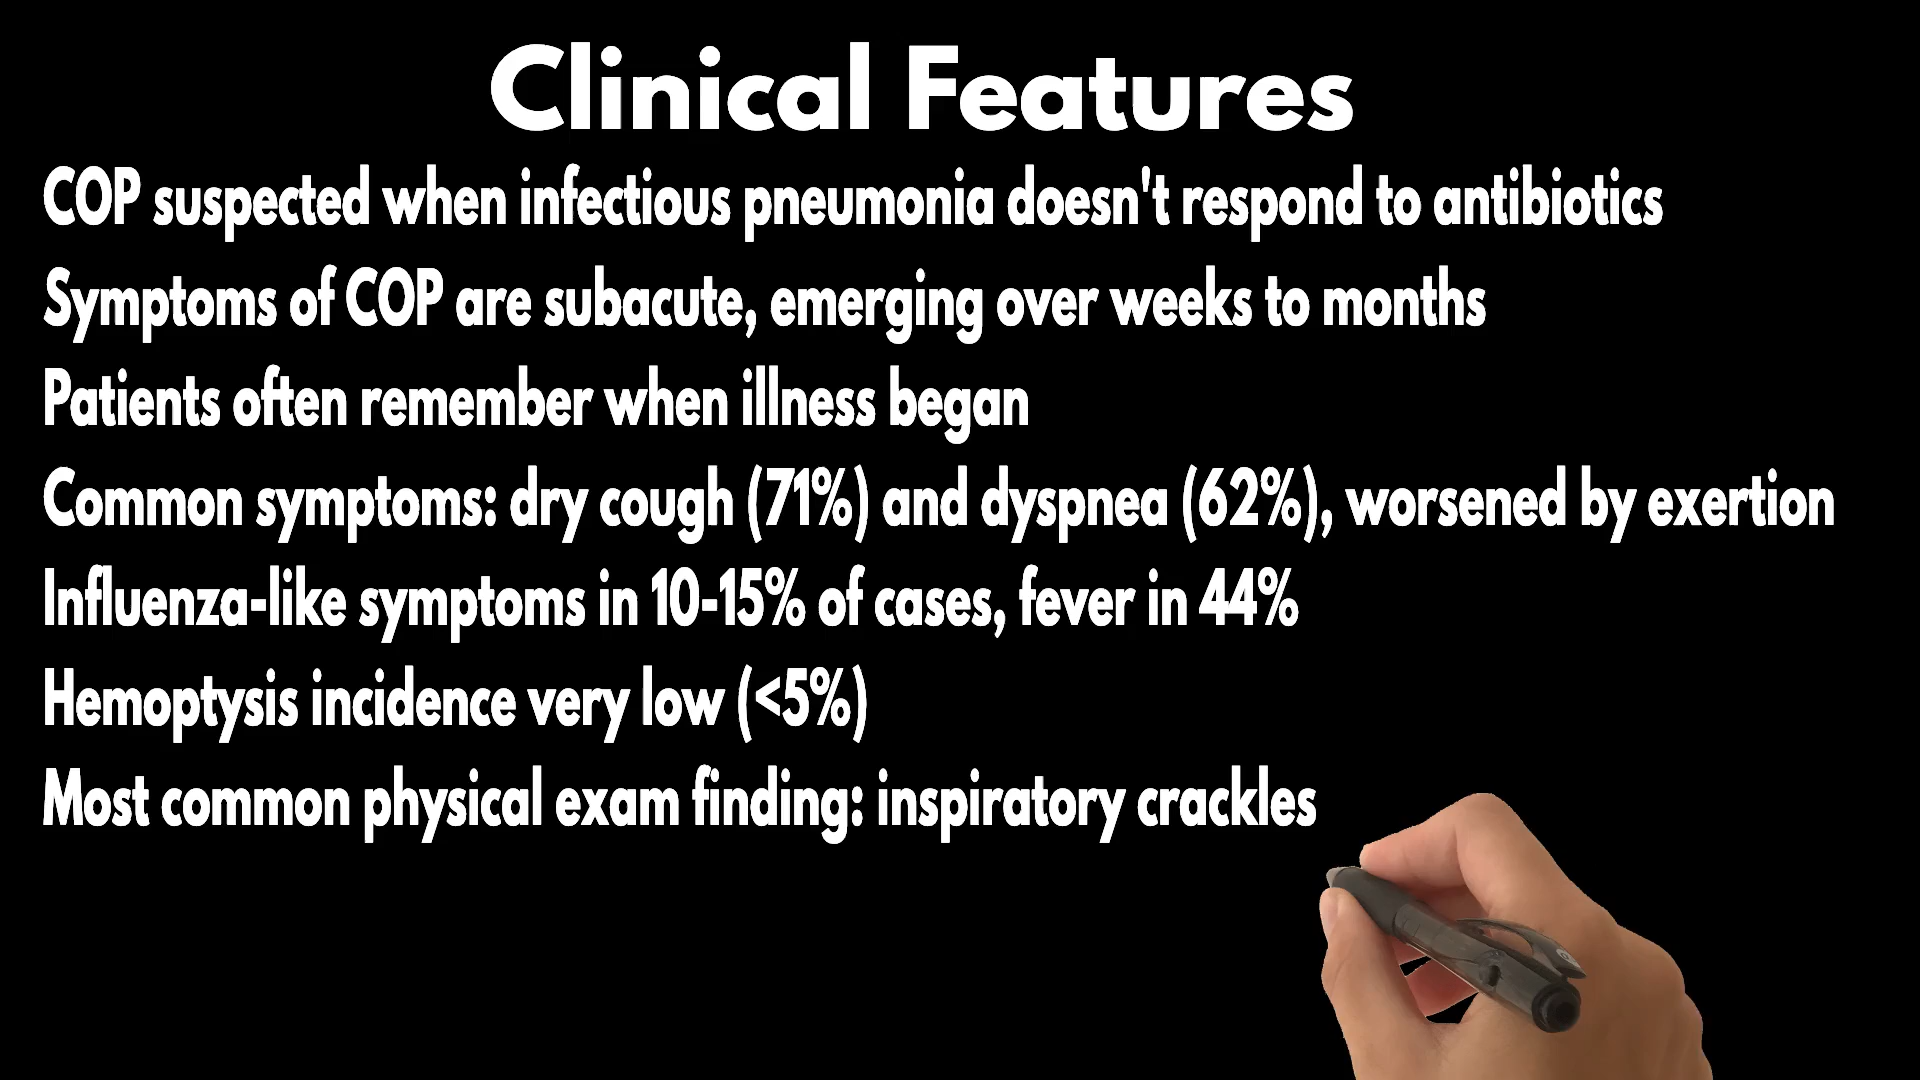 Clinical Features
COP suspected when infectious pneumonia doesn't respond to antibiotics
Symptoms of COP are subacute, emerging over weeks to months
Patients often remember when illness began
Common symptoms: dry cough (71%) and dyspnea (62%), worsened by exertion
Influenza-like symptoms in 10-15% of cases, fever in 44%
Hemoptysis incidence very low (<5%)
Most common physical exam finding: inspiratory crackles